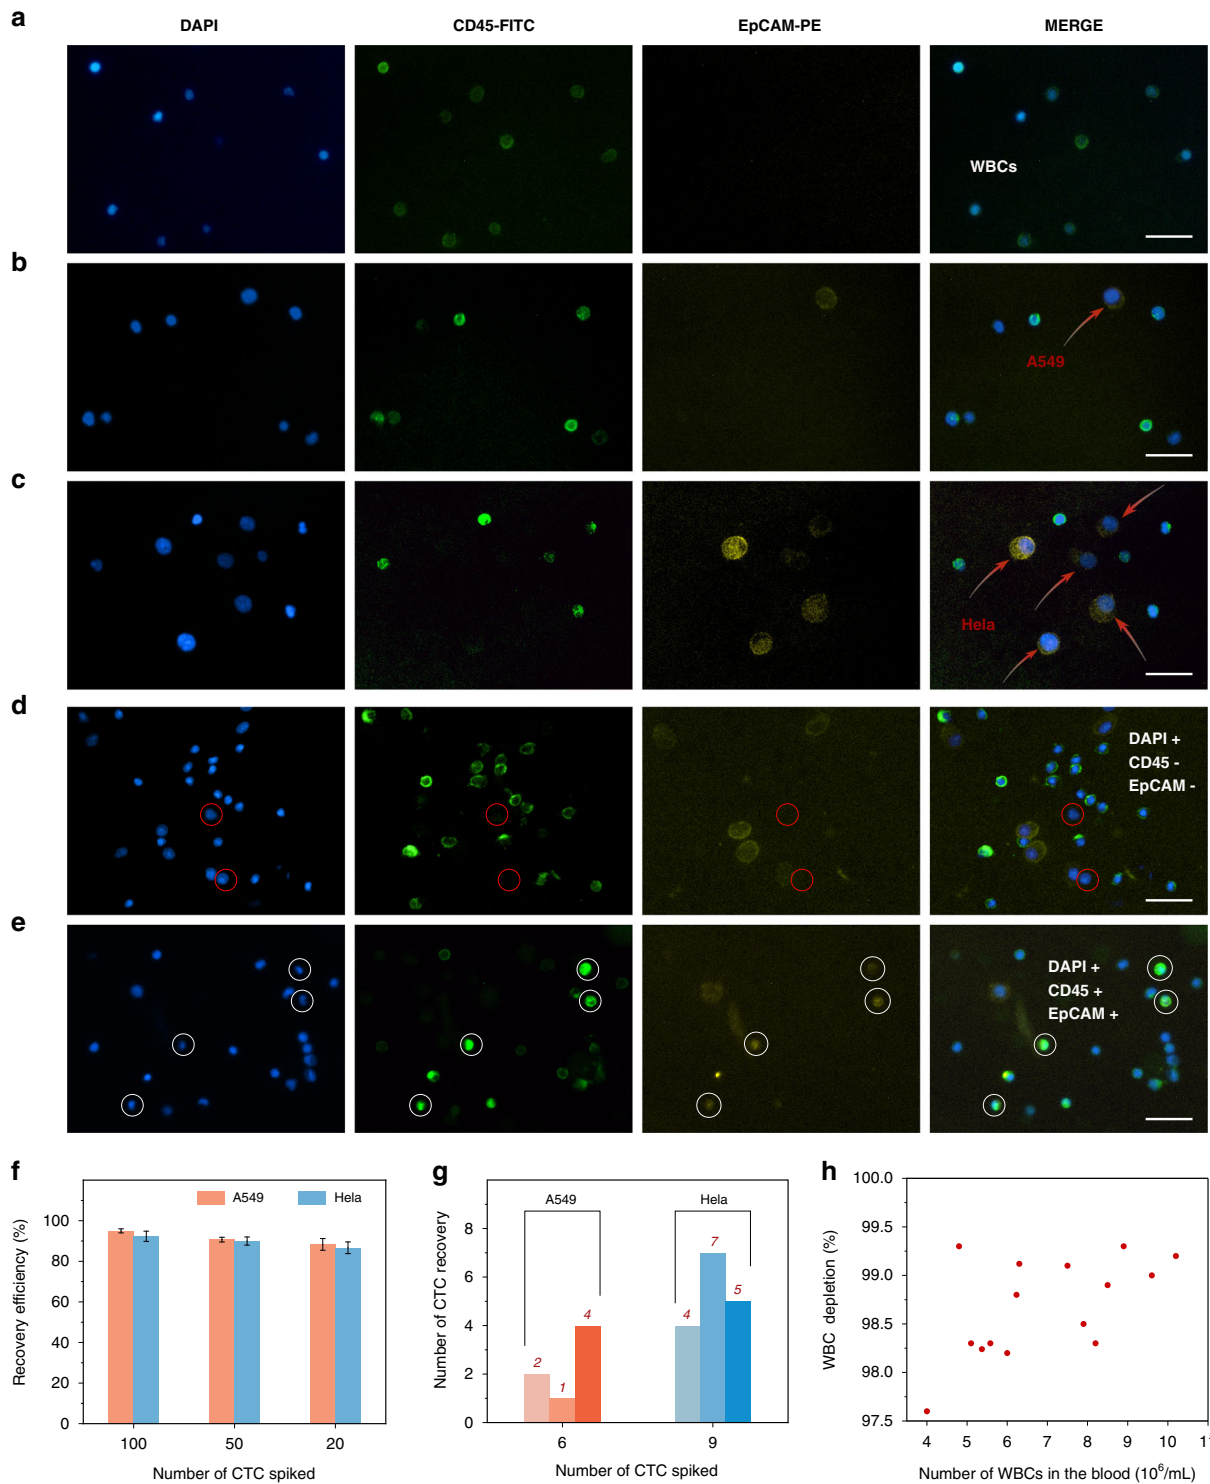 a
DAPI
CD45-FITC
EpCAM-PE
MERGE
WBCs
b
A549
c
Hela
d
DAPI +
CD45 -
EpCAM -
e
DAPI +
CD45 +
EpCAM +
f
Recovery efficiency (%)
100
80
60
40
20
0
A549
Hela
100
50
20
Number of CTC spiked
g
Number of CTC recovery
8
6
4
2
0
A549
Hela
2
1
4
4
7
5
6
9
Number of CTC spiked
h
WBC depletion (%)
100.0
99.5
99.0
98.5
98.0
97.5
4 5 6 7 8 9 10 11
Number of WBCs in the blood (10⁶/mL)